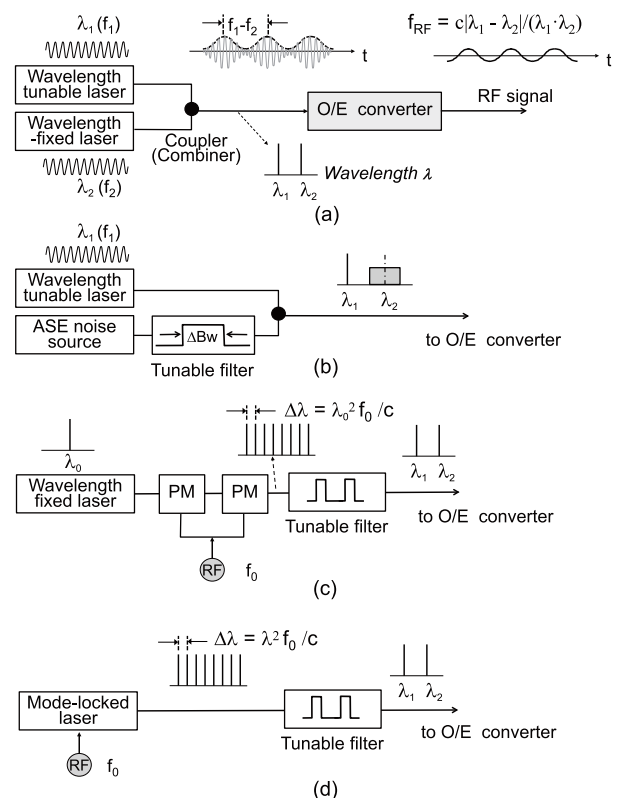 λ1(f1)
f1-f2
t
fRF = c|λ1 - λ2|/(λ1·λ2)
t
Wavelength
tunable laser
Wavelength
-fixed laser
Coupler
(Combiner)
O/E converter
RF signal
λ2(f2)
λ1 λ2
Wavelength λ
(a)
λ1(f1)
Wavelength
tunable laser
λ1 λ2
ASE noise
source
ΔBw
Tunable filter
to O/E converter
(b)
Δλ = λ0² f0 /c
λ0
λ1 λ2
Wavelength
fixed laser
PM
PM
Tunable filter
to O/E converter
RF
f0
(c)
Δλ = λ² f0 /c
λ1 λ2
Mode-locked
laser
Tunable filter
to O/E converter
RF
f0
(d)